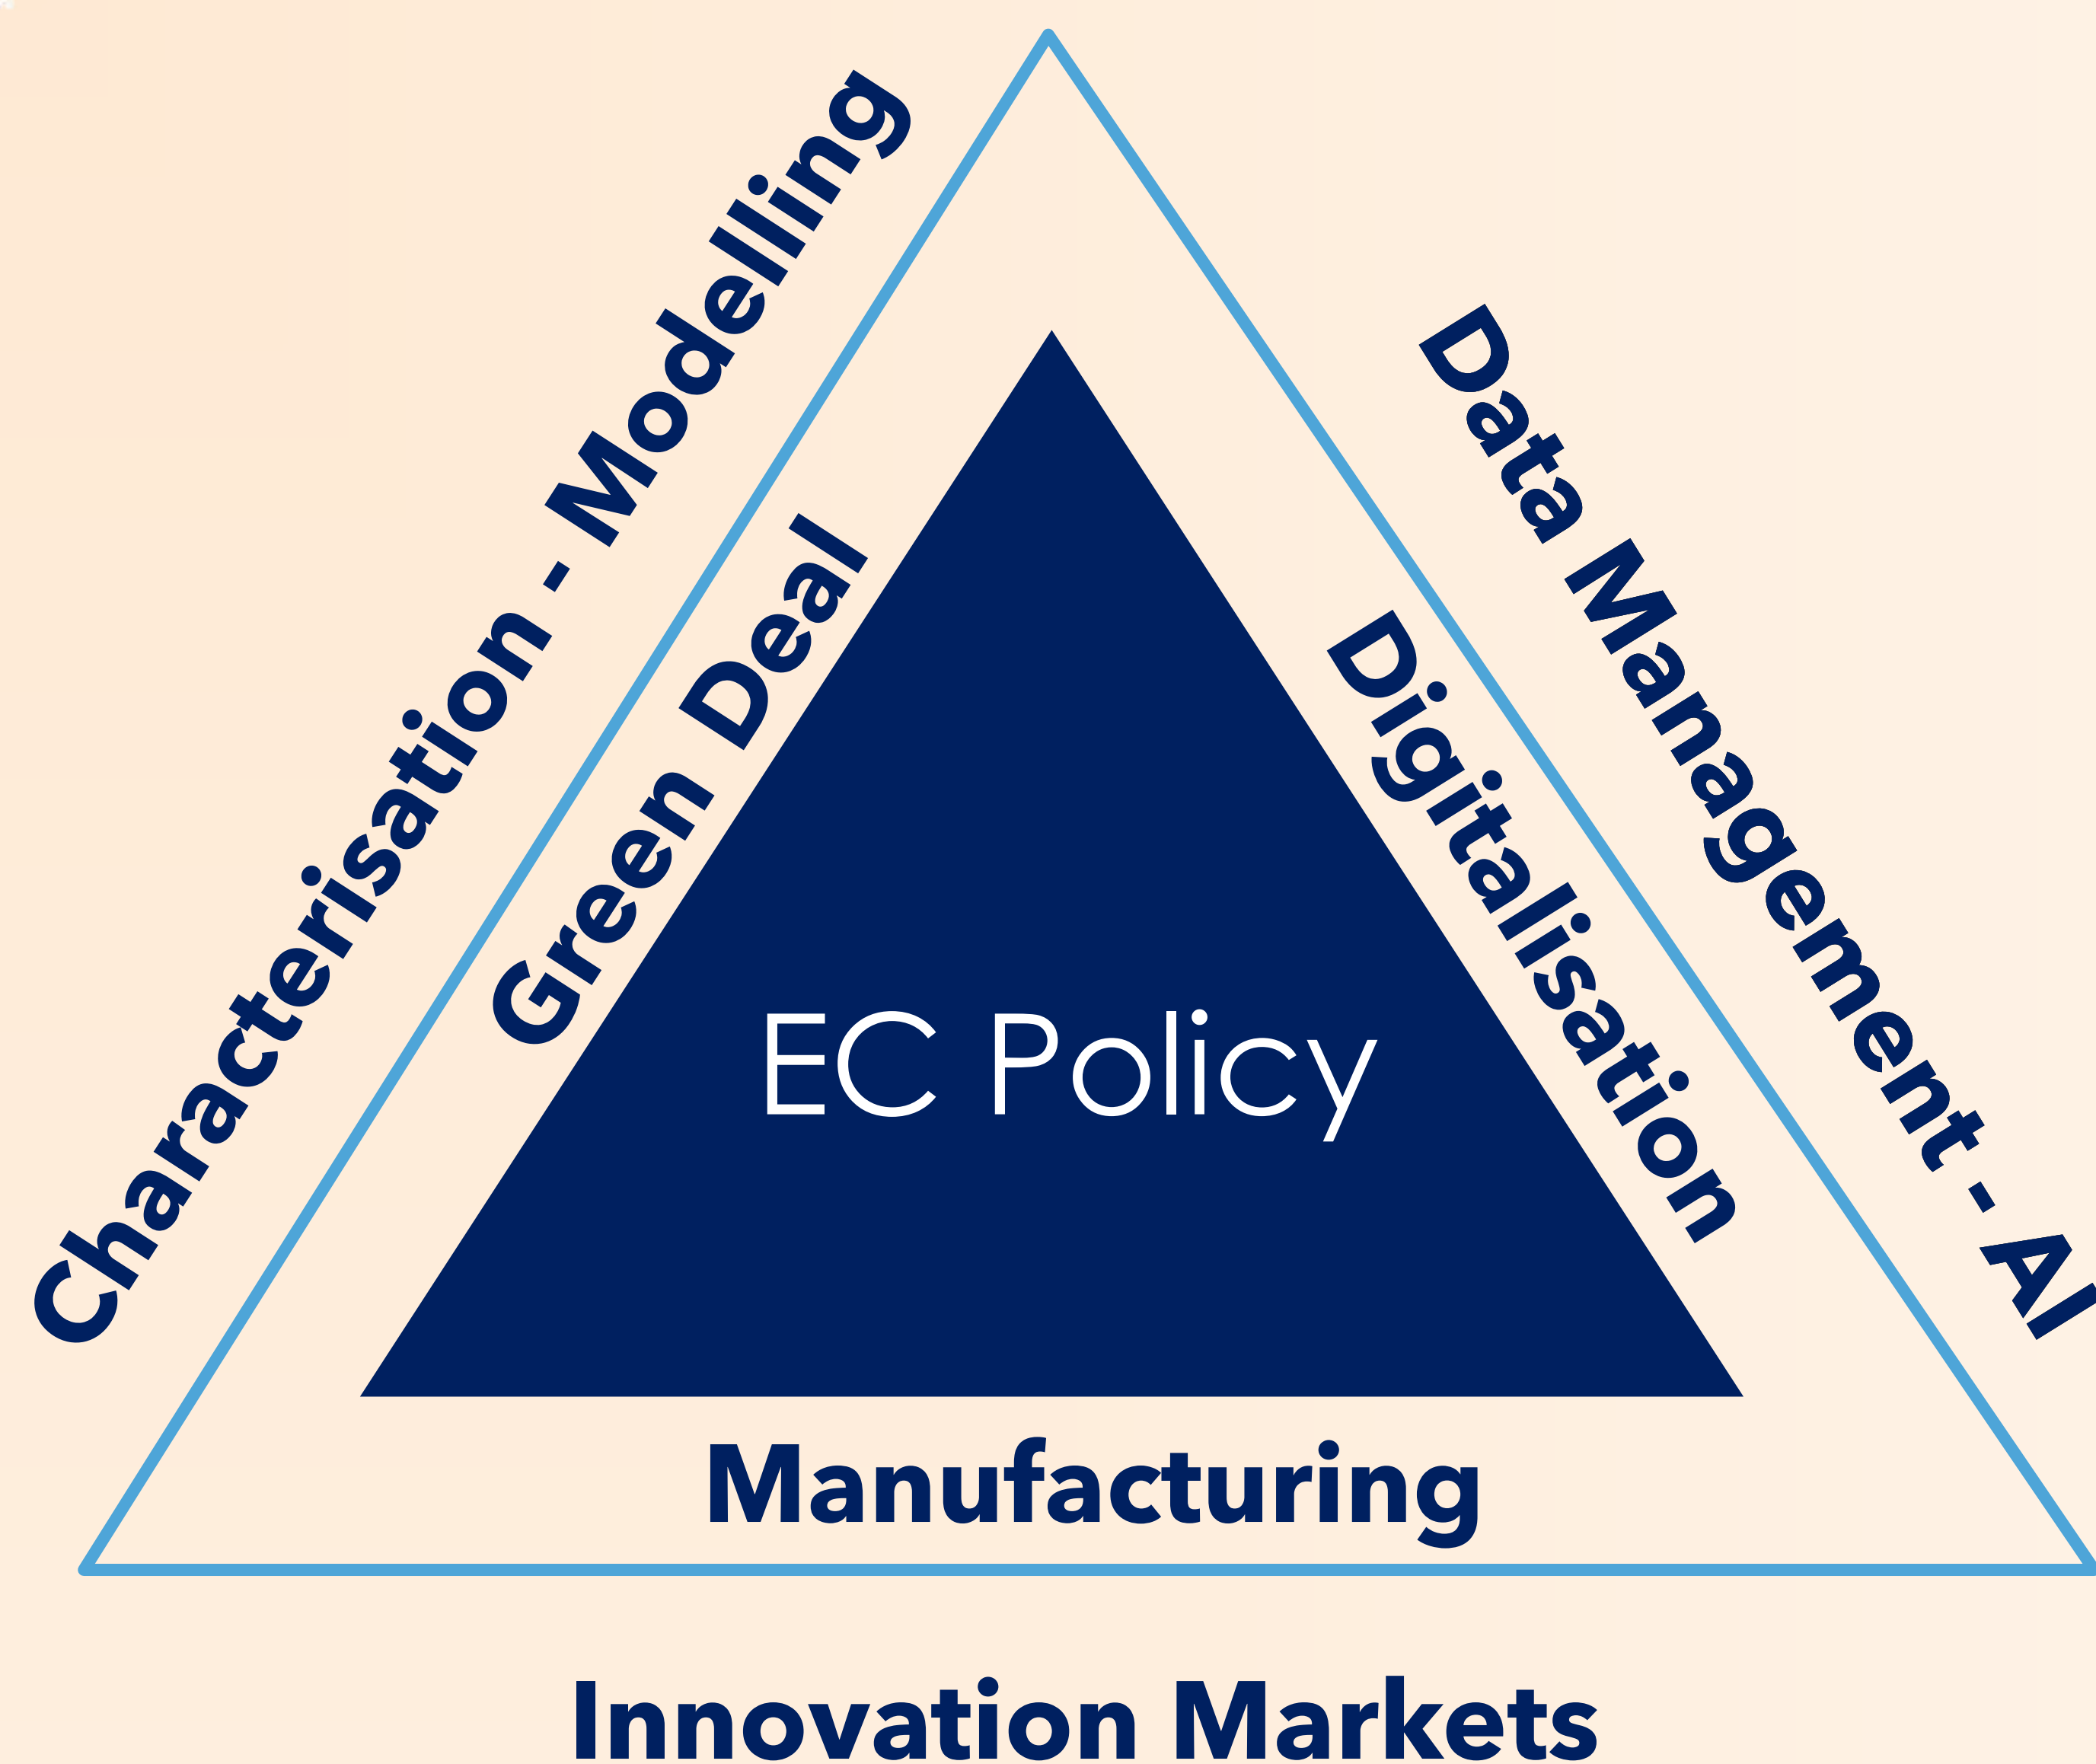 Characterisation - Modelling
Data Management - AI
Green Deal
Digitalisation
EC Policy
Manufacturing
Innovation Markets